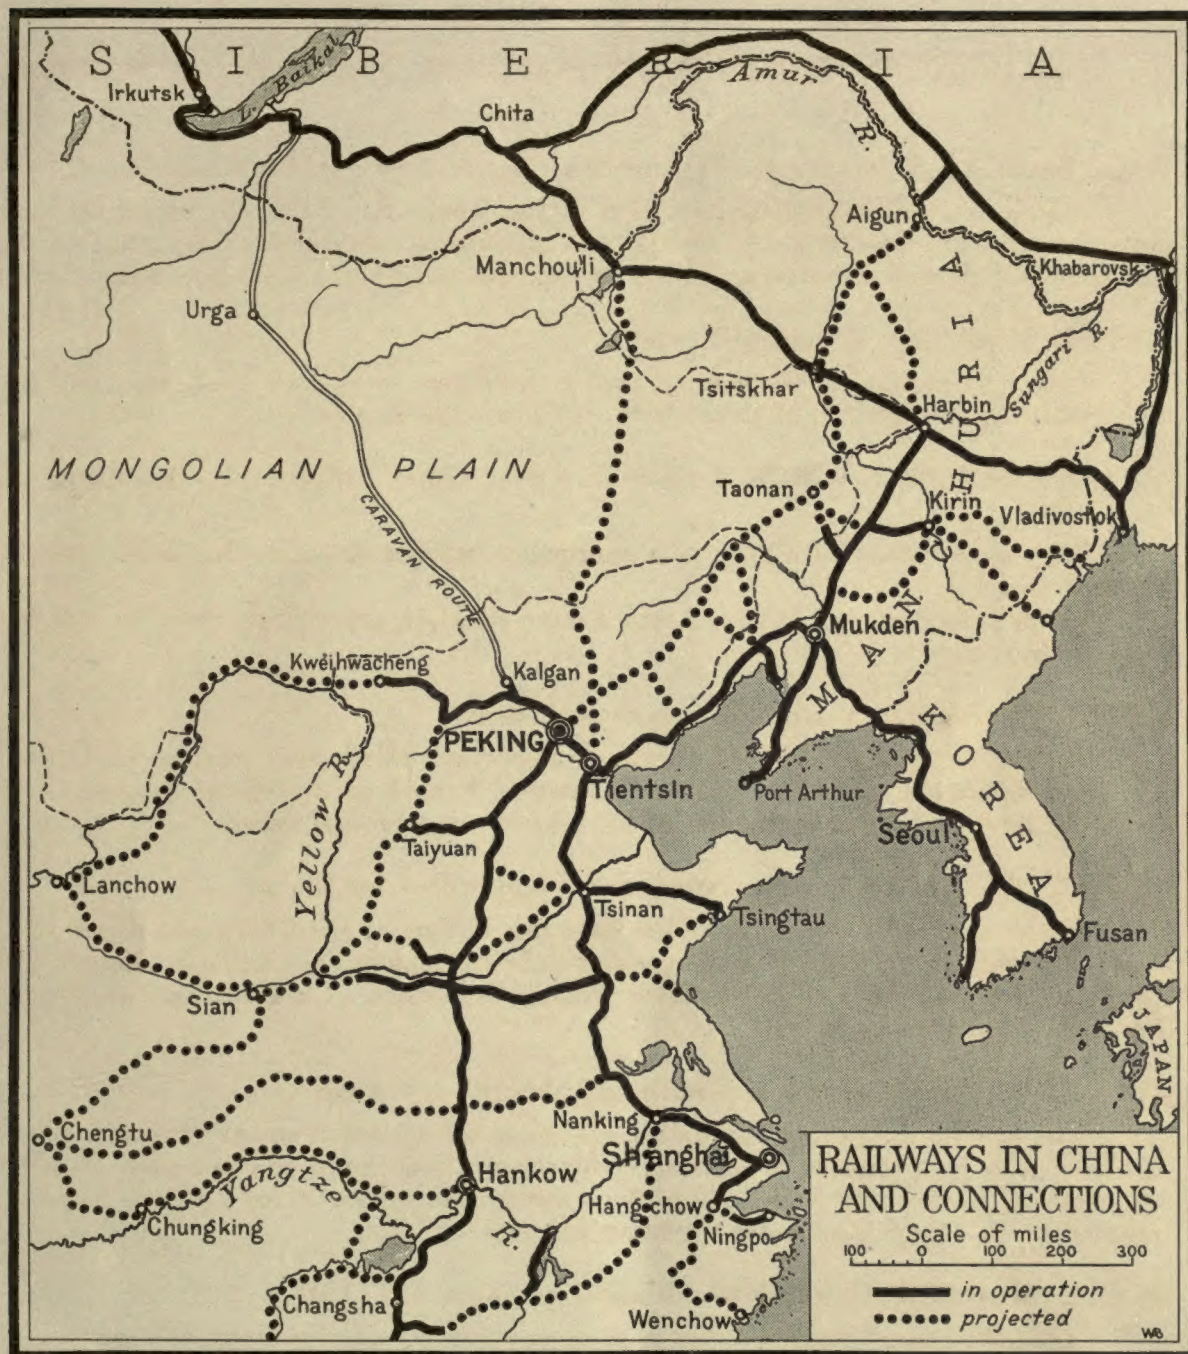 SIBERIA
Irkutsk
L. Baikal
Chita
Amur R.
Aigun
Manchouli
Khabarovsk
Urga
Tsitskhar
Sungari R.
Harbin
MANCHURIA
MONGOLIAN PLAIN
CARAVAN ROUTE
Taonan
Kirin
Vladivostok
Mukden
Kweihwacheng
Kalgan
PEKING
Tientsin
Port Arthur
KOREA
Seoul
Yellow R.
Taiyuan
Lanchow
Tsinan
Tsingtau
Fusan
Sian
JAPAN
Nanking
Chengtu
Shanghai
Hankow
Yangtze R.
Chungking
Hangchow
Ningpo
Changsha
Wenchow
RAILWAYS IN CHINA
AND CONNECTIONS
Scale of miles
100 0 100 200 300
in operation
projected
WB